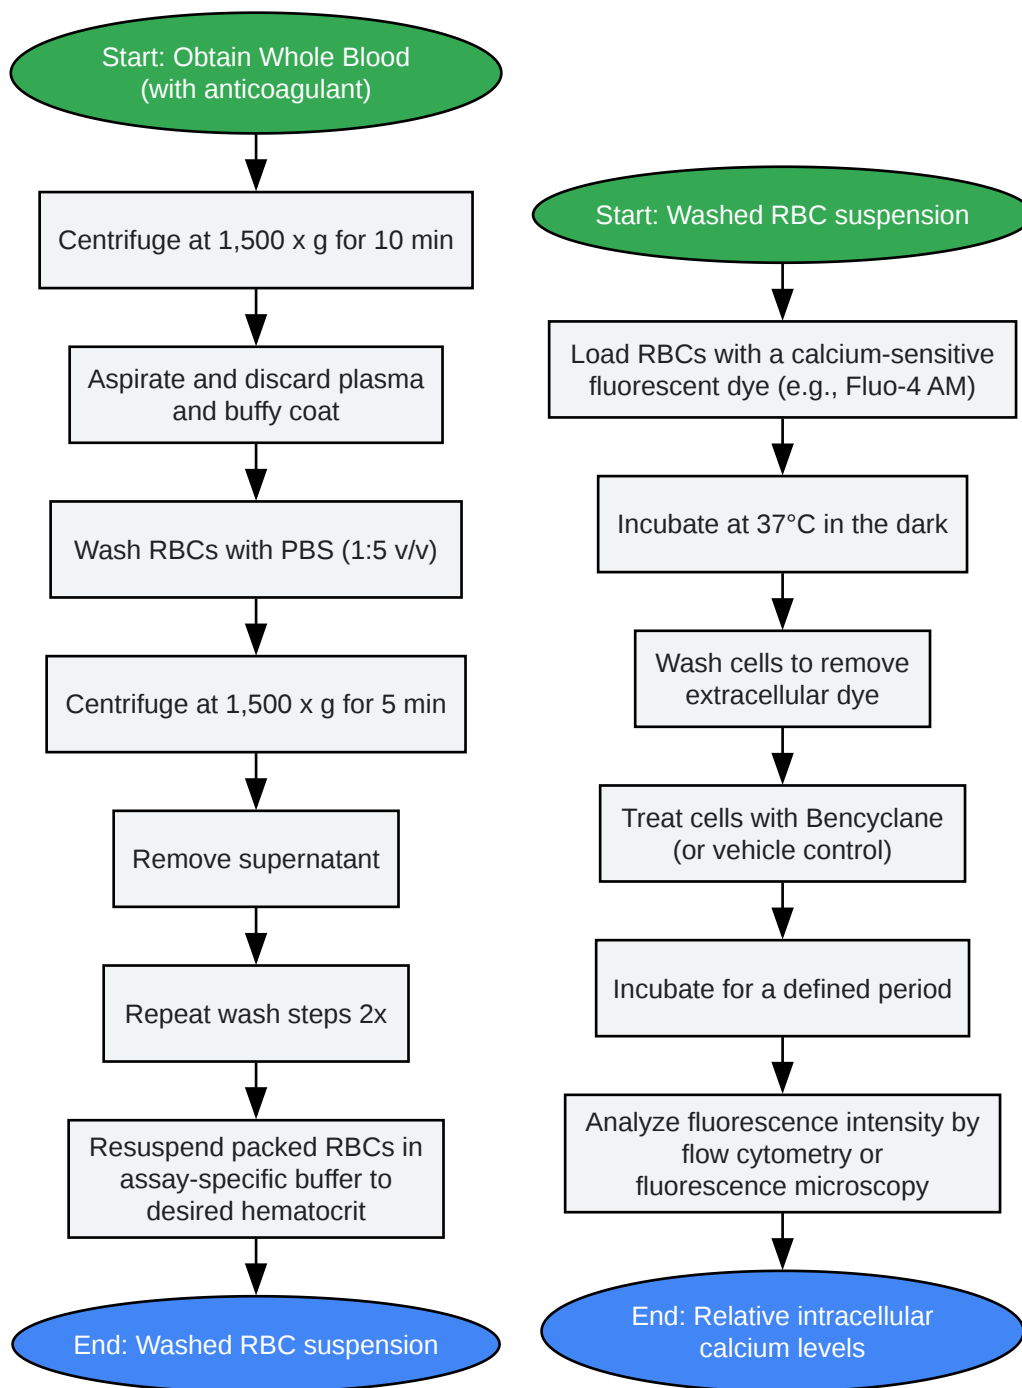 Start: Obtain Whole Blood
(with anticoagulant)
Centrifuge at 1,500 x g for 10 min
Aspirate and discard plasma
and buffy coat
Wash RBCs with PBS (1:5 v/v)
Centrifuge at 1,500 x g for 5 min
Remove supernatant
Repeat wash steps 2x
Resuspend packed RBCs in
assay-specific buffer to
desired hematocrit
End: Washed RBC suspension
Start: Washed RBC suspension
Load RBCs with a calcium-sensitive
fluorescent dye (e.g., Fluo-4 AM)
Incubate at 37°C in the dark
Wash cells to remove
extracellular dye
Treat cells with Bencyclane
(or vehicle control)
Incubate for a defined period
Analyze fluorescence intensity by
flow cytometry or
fluorescence microscopy
End: Relative intracellular
calcium levels